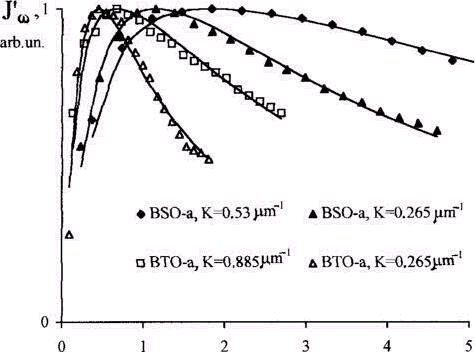 J'ω, 1
arb.un.
♦ BSO-a, K=0.53 μm⁻¹ ▲ BSO-a, K=0.265 μm⁻¹
□ BTO-a, K=0.885 μm⁻¹ △ BTO-a, K=0.265 μm⁻¹
0
0 1 2 3 4 5